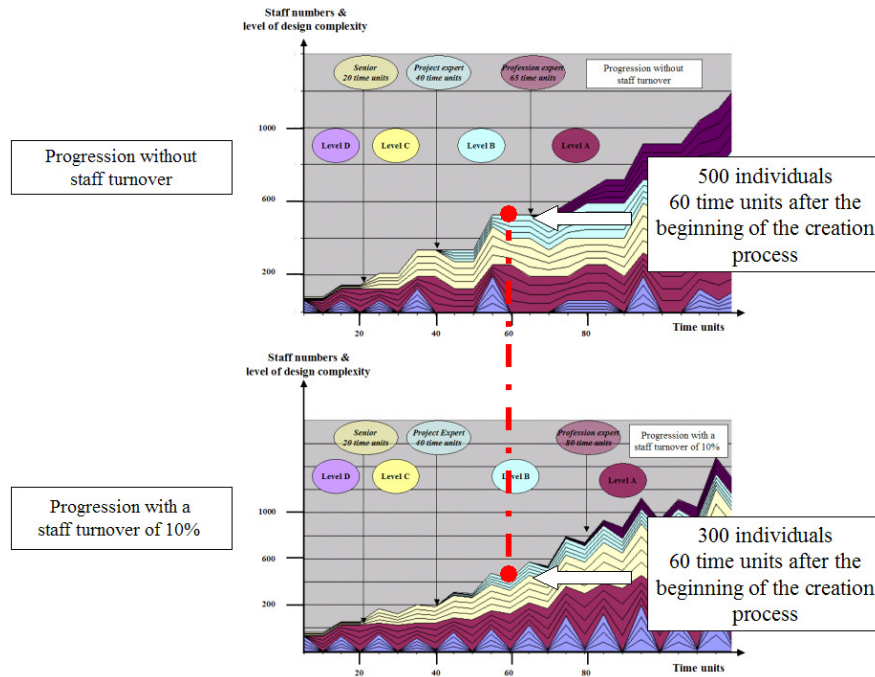 Staff numbers &
level of design complexity
Senior
20 time units
Project expert
40 time units
Profession expert
65 time units
Progression without
staff turnover
1000
Level D
Level C
Level B
Level A
Progression without
staff turnover
500 individuals
60 time units after the
beginning of the creation
process
600
200
20
40
60
80
Time units
Staff numbers &
level of design complexity
Senior
20 time units
Project Expert
40 time units
Profession expert
80 time units
Progression with a
staff turnover of 10%
Level D
Level C
Level B
Level A
Progression with a
staff turnover of 10%
1000
300 individuals
60 time units after the
beginning of the creation
process
600
200
20
40
60
80
Time units